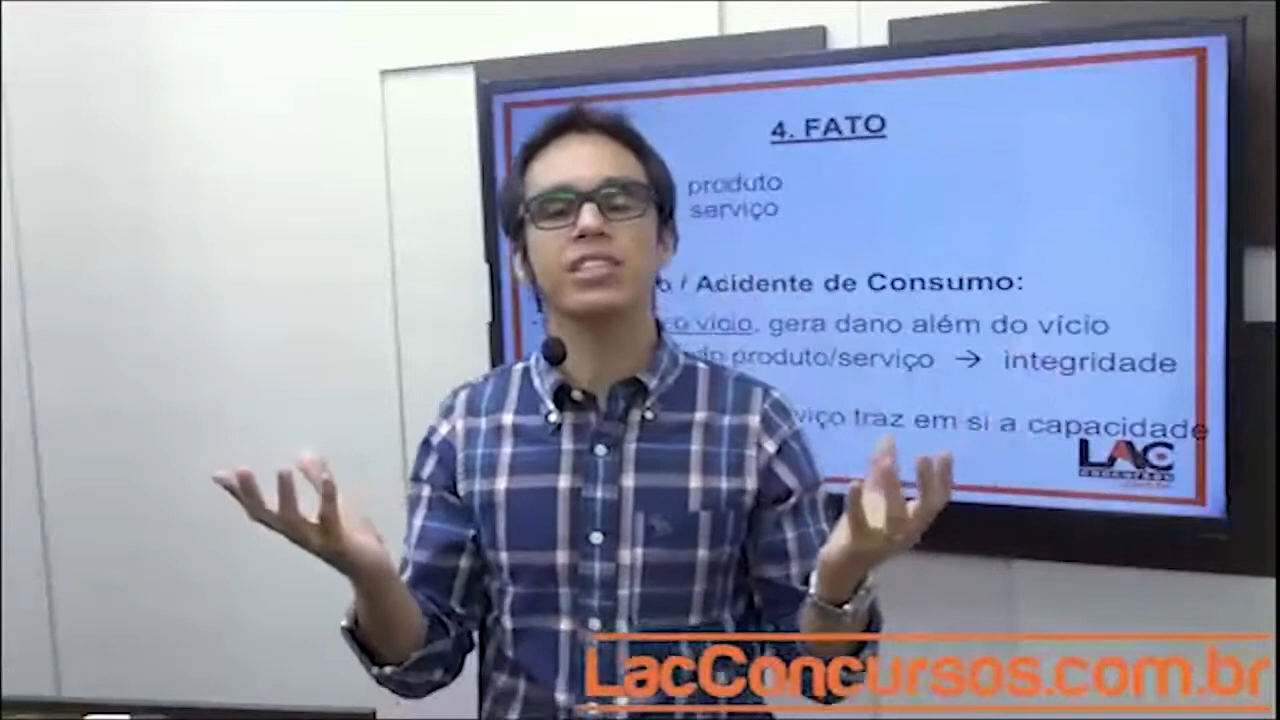 4. FATO
produto
serviço
/ Acidente de Consumo:
vício, gera dano além do vício
produto/serviço → integridade
traz em si a capacidade
LAC
CONCURSOS
LacConcursos.com.br